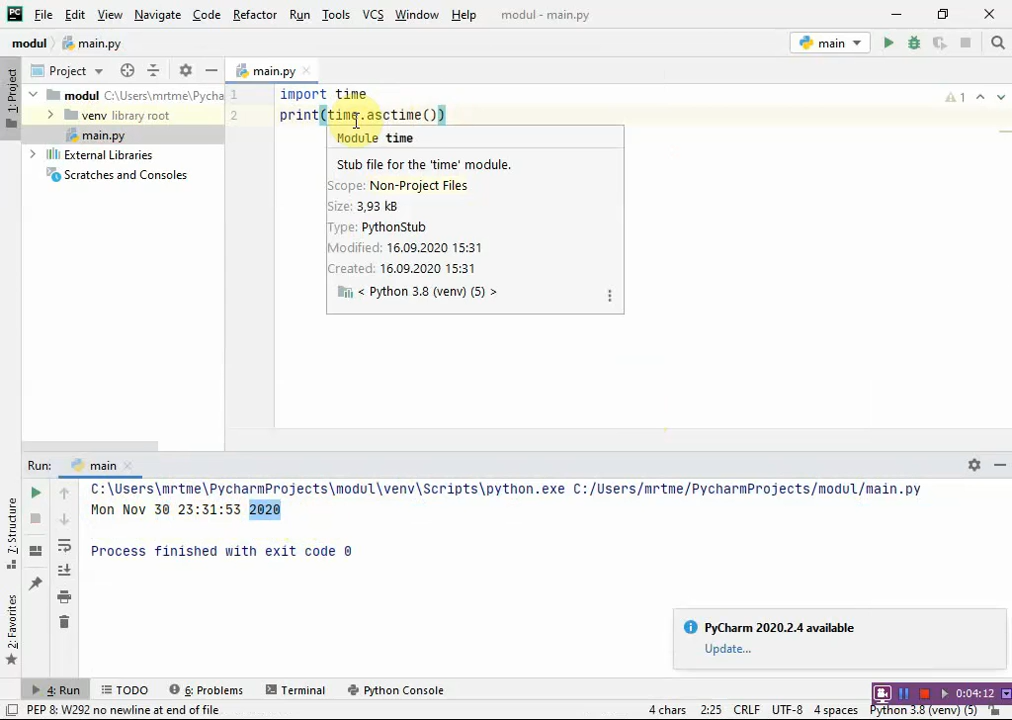 PC File Edit View Navigate Code Refactor Run Tools VCS Window Help modul - main.py
modul main.py main
1: Project
Project main.py
modul C:\Users\mrtme\Pycha
venv library root
main.py
External Libraries
Scratches and Consoles
1 import time
2 print(time.asctime())
1
Module time
Stub file for the 'time' module.
Scope: Non-Project Files
Size: 3,93 kB
Type: PythonStub
Modified: 16.09.2020 15:31
Created: 16.09.2020 15:31
< Python 3.8 (venv) (5) >
Run: main
C:\Users\mrtme\PycharmProjects\modul\venv\Scripts\python.exe C:/Users/mrtme/PycharmProjects/modul/main.py
Mon Nov 30 23:31:53 2020
Process finished with exit code 0
7: Structure
2: Favorites
PyCharm 2020.2.4 available
Update...
4: Run TODO 6: Problems Terminal Python Console
0:04:12
PEP 8: W292 no newline at end of file 4 chars 2:25 CRLF UTF-8 4 spaces Python 3.8 (venv) (5)